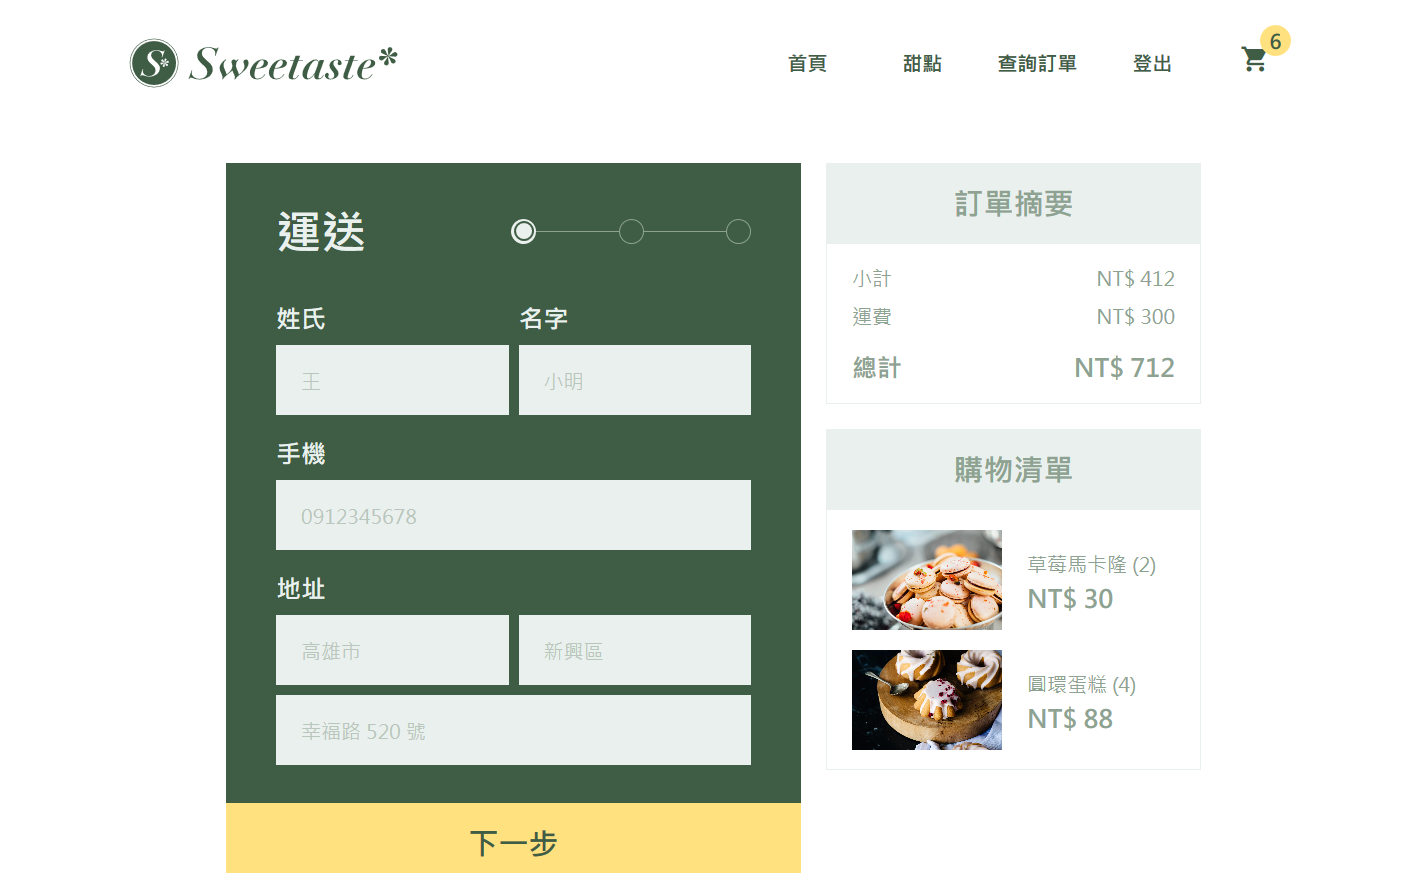 S* Sweetaste*
首頁 甜點 查詢訂單 登出 6
運送
姓氏 名字
王 小明
手機
0912345678
地址
高雄市 新興區
幸福路 520 號
下一步
訂單摘要
小計 NT$ 412
運費 NT$ 300
總計 NT$ 712
購物清單
草莓馬卡隆 (2)
NT$ 30
圓環蛋糕 (4)
NT$ 88